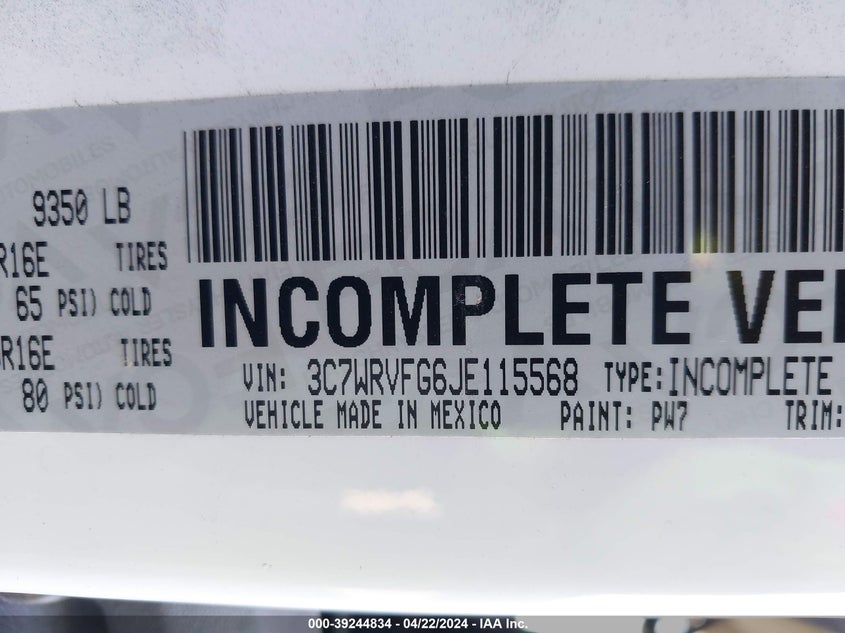 9350 LB
R16E TIRES
65 PSI) COLD
R16E TIRES
80 PSI) COLD
INCOMPLETE VE
VIN: 3C7WRVFG6JE115568 TYPE: INCOMPLETE
VEHICLE MADE IN MEXICO PAINT: PW7 TRIM:
000-39244834 - 04/22/2024 - IAA Inc.